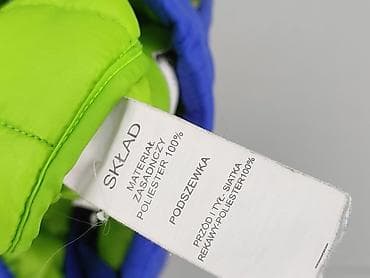 SKŁAD
MATERIAŁ
ZASADNICZY
POLIESTER 100%
PODSZEWKA
PRZÓD I TYŁ- SIATKA
RĘKAWY-POLIESTER100%